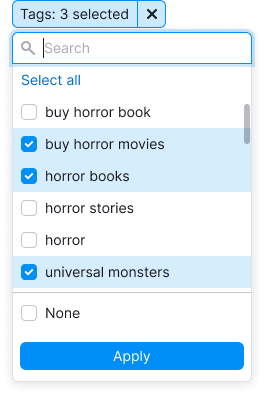 Tags: 3 selected
Search
Select all
buy horror book
buy horror movies
horror books
horror stories
horror
universal monsters
None
Apply